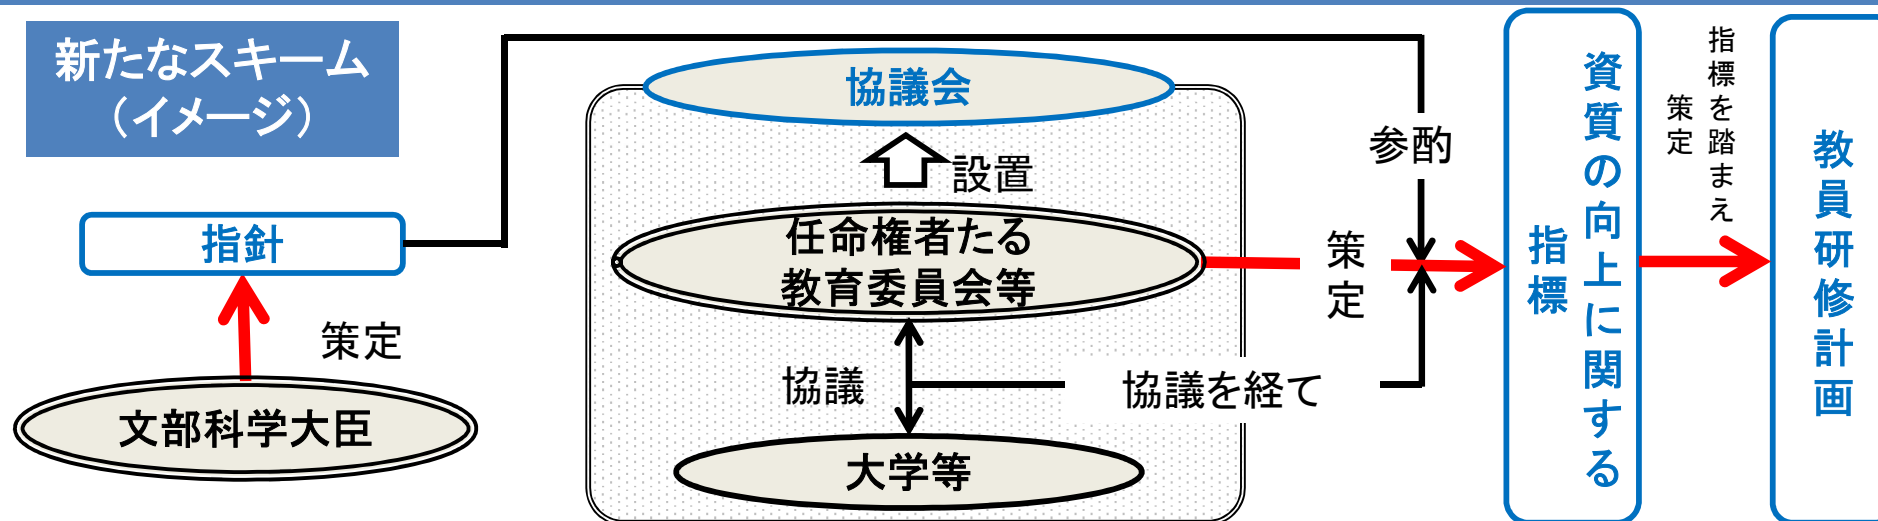 新たなスキーム
（イメージ）
協議会
設置
任命権者たる
教育委員会等
協議
大学等
指針
策定
文部科学大臣
参酌
策定
協議を経て
資質の向上に関する
指標
指標を踏まえ
策定
教員研修計画